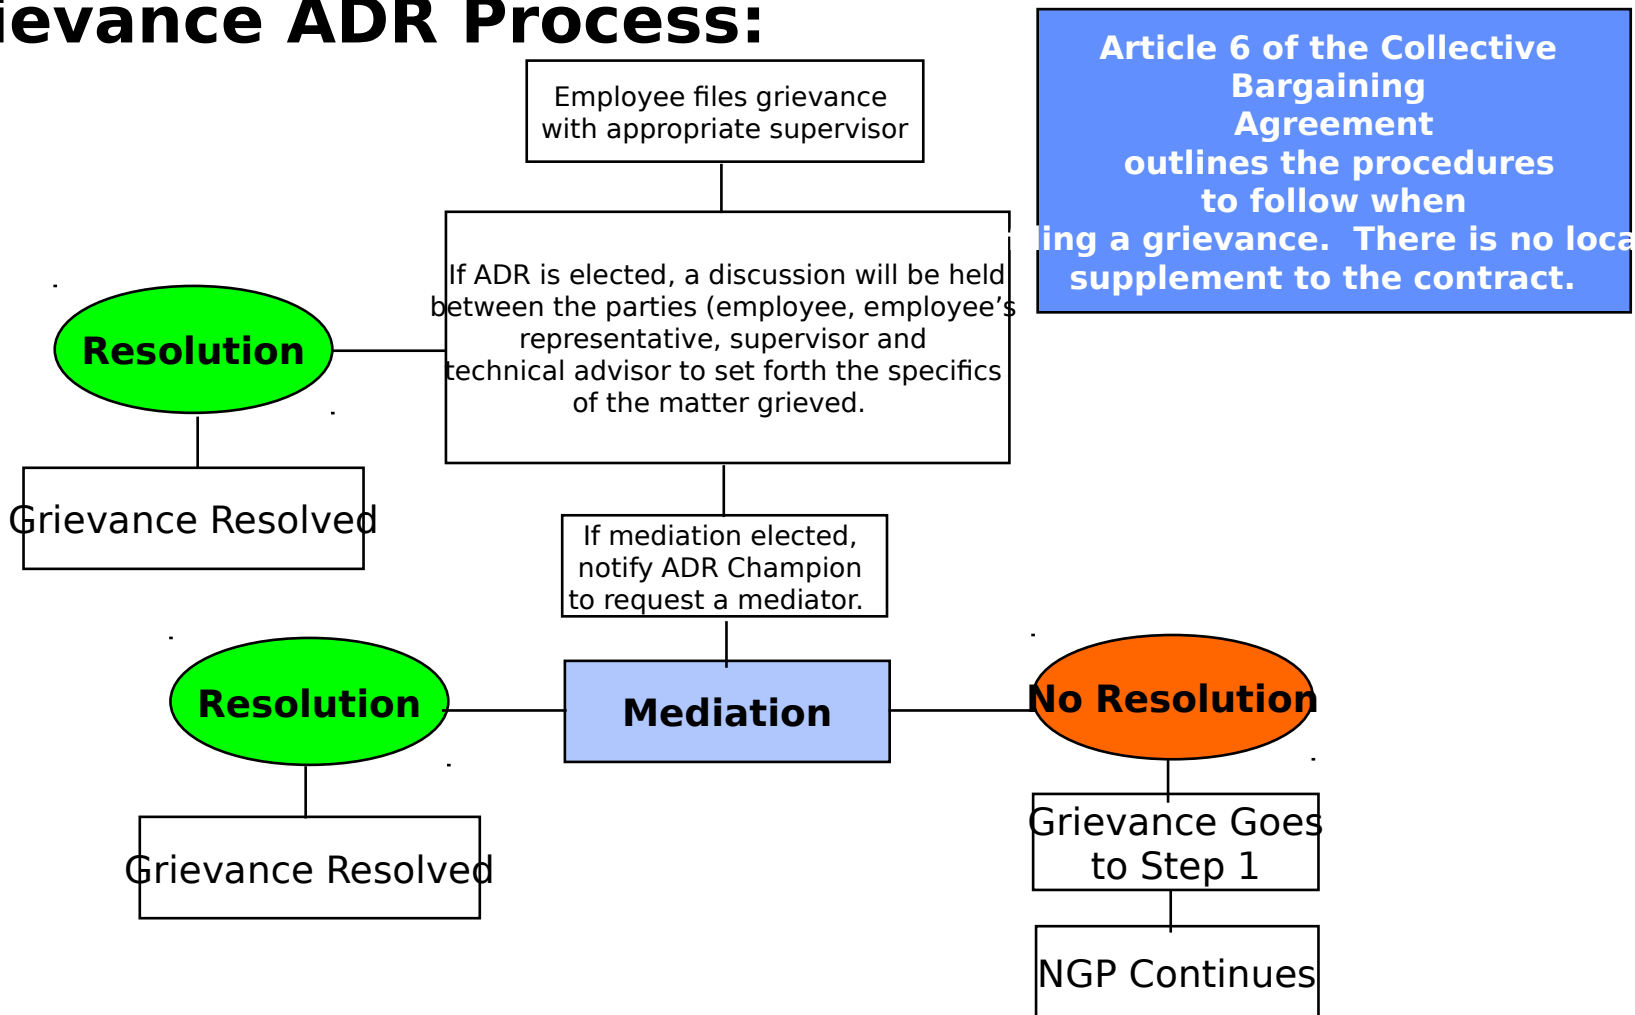 ievance ADR Process:
Article 6 of the Collective
Bargaining
Agreement
outlines the procedures
to follow when
ling a grievance.  There is no loca
supplement to the contract.
Employee files grievance
with appropriate supervisor
If ADR is elected, a discussion will be held
between the parties (employee, employee’s
representative, supervisor and
technical advisor to set forth the specifics
of the matter grieved.
Resolution
Grievance Resolved
If mediation elected,
notify ADR Champion
to request a mediator.
Resolution
Mediation
No Resolution
Grievance Resolved
Grievance Goes
to Step 1
NGP Continues